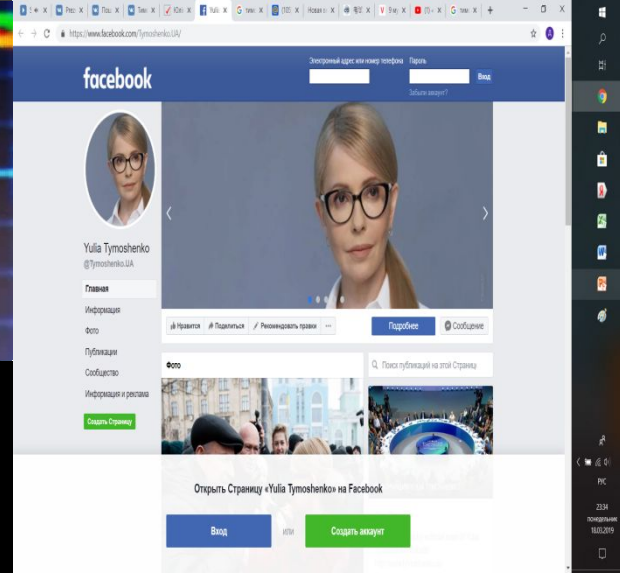 https://www.facebook.com/Tymoshenko.UA/
facebook
Электронный адрес или номер телефона Пароль
Вход
Забыли аккаунт?
Yulia Tymoshenko
@Tymoshenko.UA
Главная
Информация
Фото
Публикации
Сообщество
Информация и реклама
Создать Страницу
Нравится Поделиться Рекомендовать правки ...
Подробнее Сообщение
Фото
Поиск публикаций на этой Странице
Открыть Страницу «Yulia Tymoshenko» на Facebook
Вход или Создать аккаунт
РУС
23:34
понедельник
18.03.2019